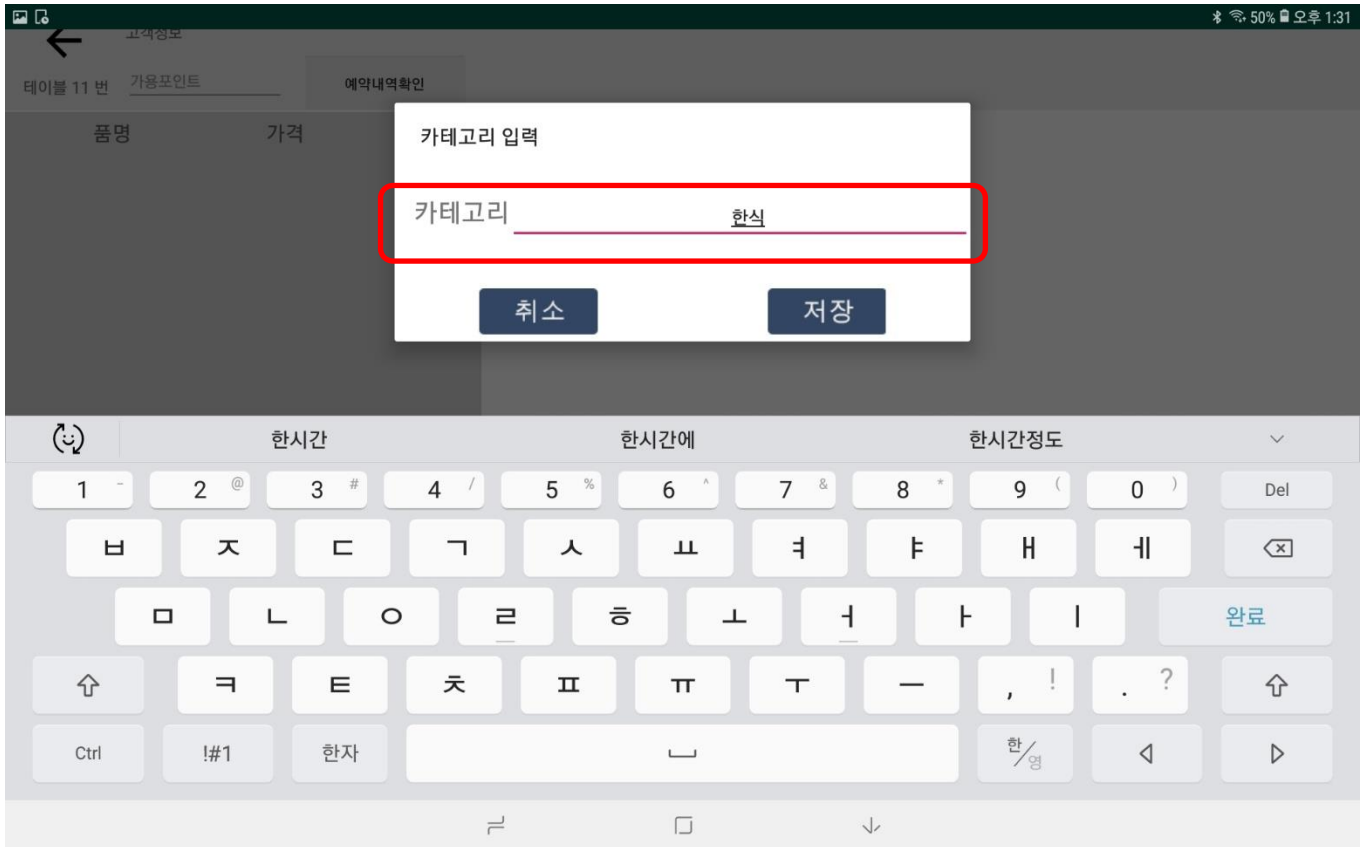 50% 오후 1:31
고객정보
테이블 11 번 가용포인트 예약내역확인
품명 가격
카테고리 입력
카테고리 한식
취소 저장
한시간 한시간에 한시간정도
1 - 2 @ 3 # 4 / 5 % 6 ^ 7 & 8 * 9 ( 0 ) Del
ㅂ ㅈ ㄷ ㄱ ㅅ ㅛ ㅕ ㅑ ㅐ ㅔ
ㅁ ㄴ ㅇ ㄹ ㅎ ㅗ ㅓ ㅏ ㅣ 완료
ㅋ ㅌ ㅊ ㅍ ㅠ ㅜ ㅡ , ! . ?
Ctrl !#1 한자 한/영